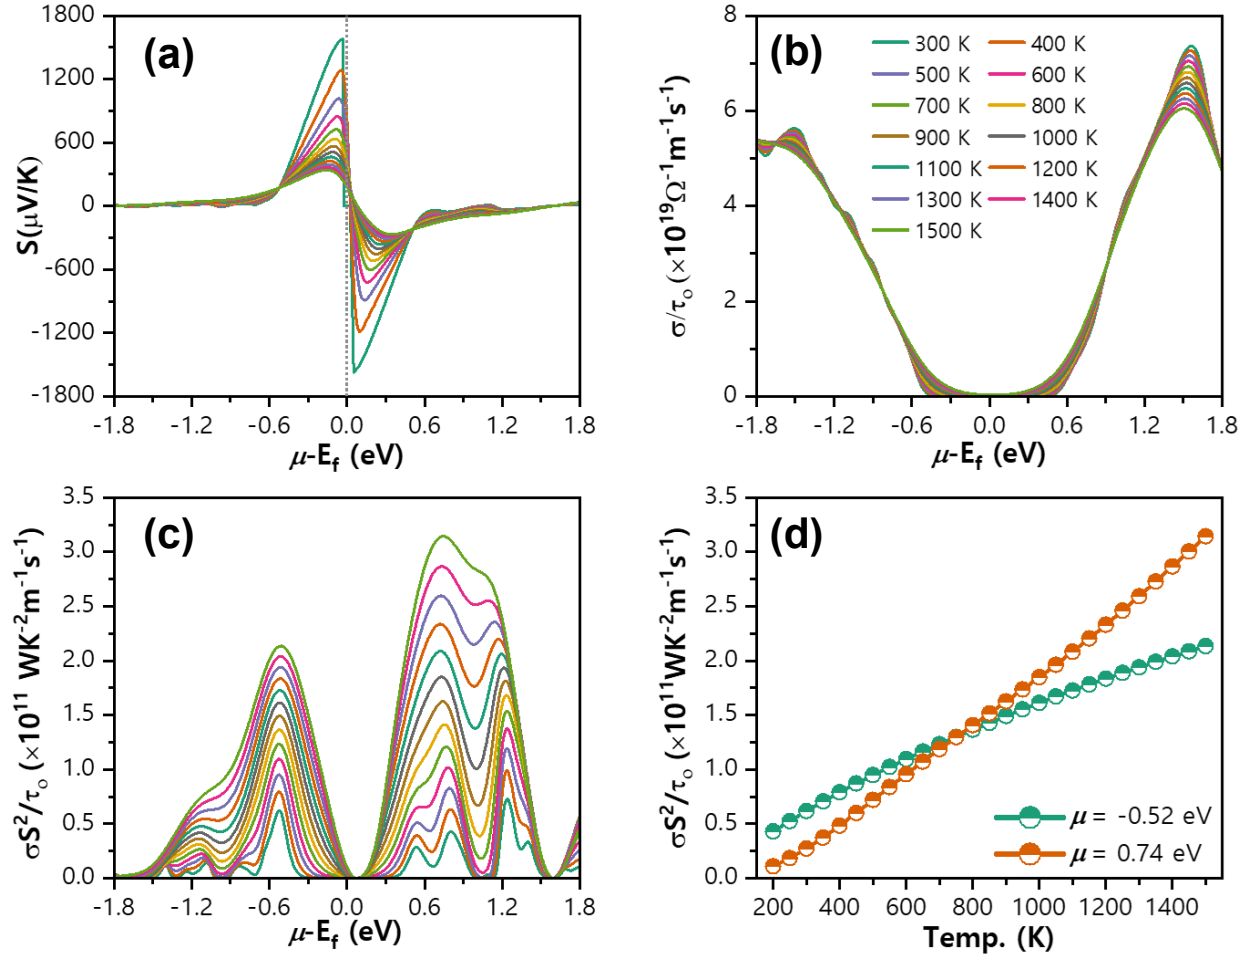 (a)
S(μV/K)
1800
1200
600
0
-600
-1200
-1800
-1.8 -1.2 -0.6 0.0 0.6 1.2 1.8
μ-Ef (eV)
(b)
σ/τo (×10¹⁹Ω⁻¹m⁻¹s⁻¹)
8
6
4
2
0
300 K 400 K
500 K 600 K
700 K 800 K
900 K 1000 K
1100 K 1200 K
1300 K 1400 K
1500 K
-1.8 -1.2 -0.6 0.0 0.6 1.2 1.8
μ-Ef (eV)
(c)
σS²/τo (×10¹¹ WK⁻²m⁻¹s⁻¹)
3.5
3.0
2.5
2.0
1.5
1.0
0.5
0.0
-1.8 -1.2 -0.6 0.0 0.6 1.2 1.8
μ-Ef (eV)
(d)
σS²/τo (×10¹¹WK⁻²m⁻¹s⁻¹)
3.5
3.0
2.5
2.0
1.5
1.0
0.5
0.0
μ = -0.52 eV
μ = 0.74 eV
200 400 600 800 1000 1200 1400
Temp. (K)